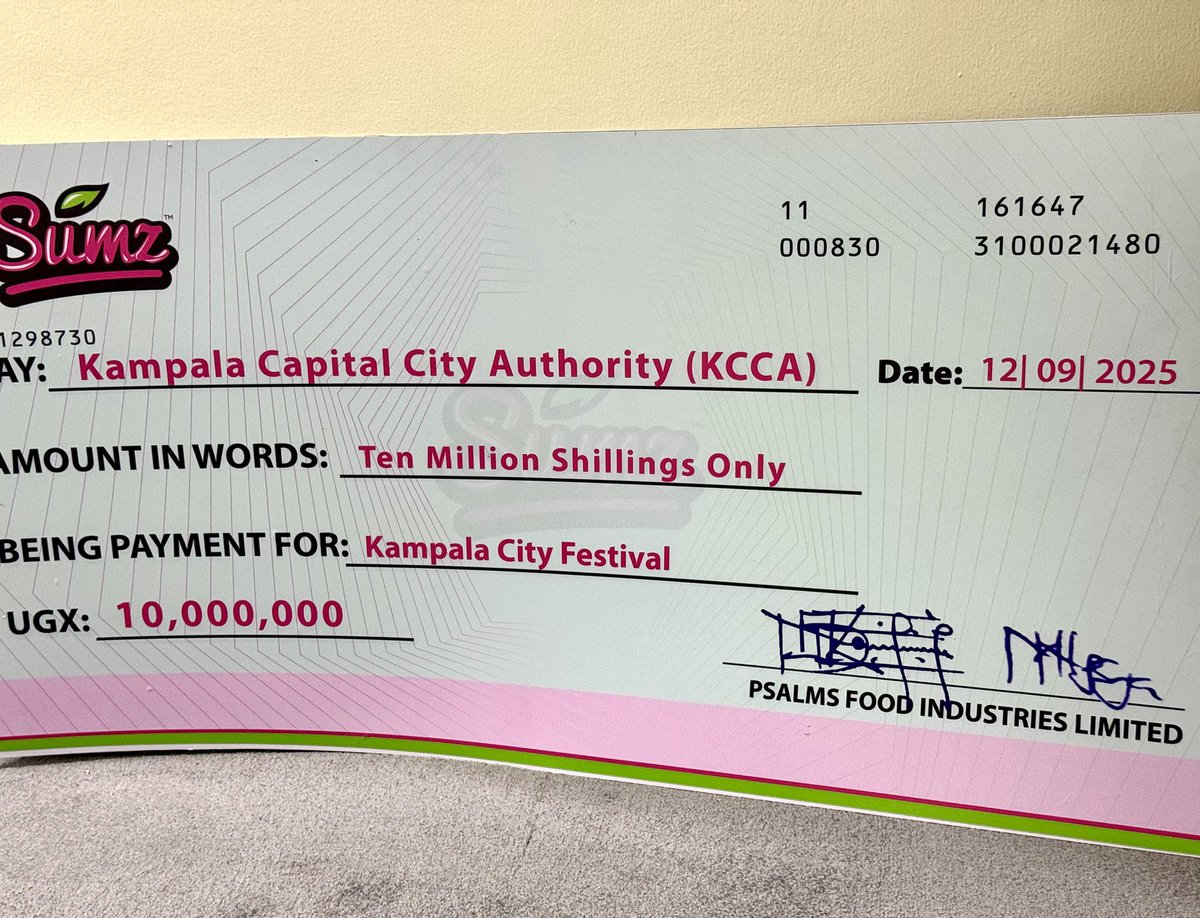 Sumz™
11 161647
000830 3100021480
1298730
AY: Kampala Capital City Authority (KCCA) Date: 12| 09| 2025
AMOUNT IN WORDS: Ten Million Shillings Only
BEING PAYMENT FOR: Kampala City Festival
UGX: 10,000,000
PSALMS FOOD INDUSTRIES LIMITED